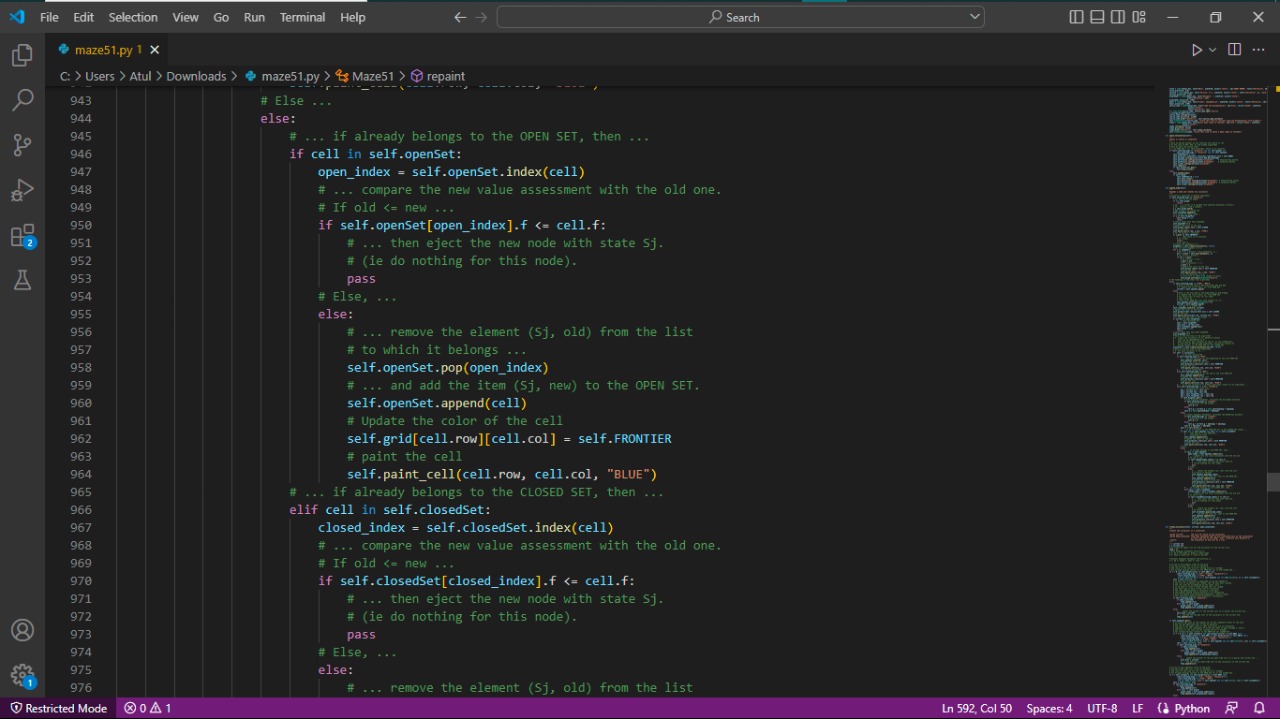 File Edit Selection View Go Run Terminal Help Search
maze51.py 1
C: > Users > Atul > Downloads > maze51.py > Maze51 > repaint
943 # Else ...
944 else:
945 # ... if already belongs to the OPEN SET, then ...
946 if cell in self.openSet:
947 open_index = self.openSet.index(cell)
948 # ... compare the new value assessment with the old one.
949 # If old <= new ...
950 if self.openSet[open_index].f <= cell.f:
951 # ... then eject the new node with state Sj.
952 # (ie do nothing for this node).
953 pass
954 # Else, ...
955 else:
956 # ... remove the element (Sj, old) from the list
957 # to which it belongs ...
958 self.openSet.pop(open_index)
959 # ... and add the item (Sj, new) to the OPEN SET.
960 self.openSet.append(cell)
961 # Update the color of the cell
962 self.grid[cell.row][cell.col] = self.FRONTIER
963 # paint the cell
964 self.paint_cell(cell.row, cell.col, "BLUE")
965 # ... if already belongs to the CLOSED SET, then ...
966 elif cell in self.closedSet:
967 closed_index = self.closedSet.index(cell)
968 # ... compare the new value assessment with the old one.
969 # If old <= new ...
970 if self.closedSet[closed_index].f <= cell.f:
971 # ... then eject the new node with state Sj.
972 # (ie do nothing for this node).
973 pass
974 # Else, ...
975 else:
976 # ... remove the element (Sj, old) from the list
2
1
Restricted Mode 0 1 Ln 592, Col 50 Spaces: 4 UTF-8 LF Python